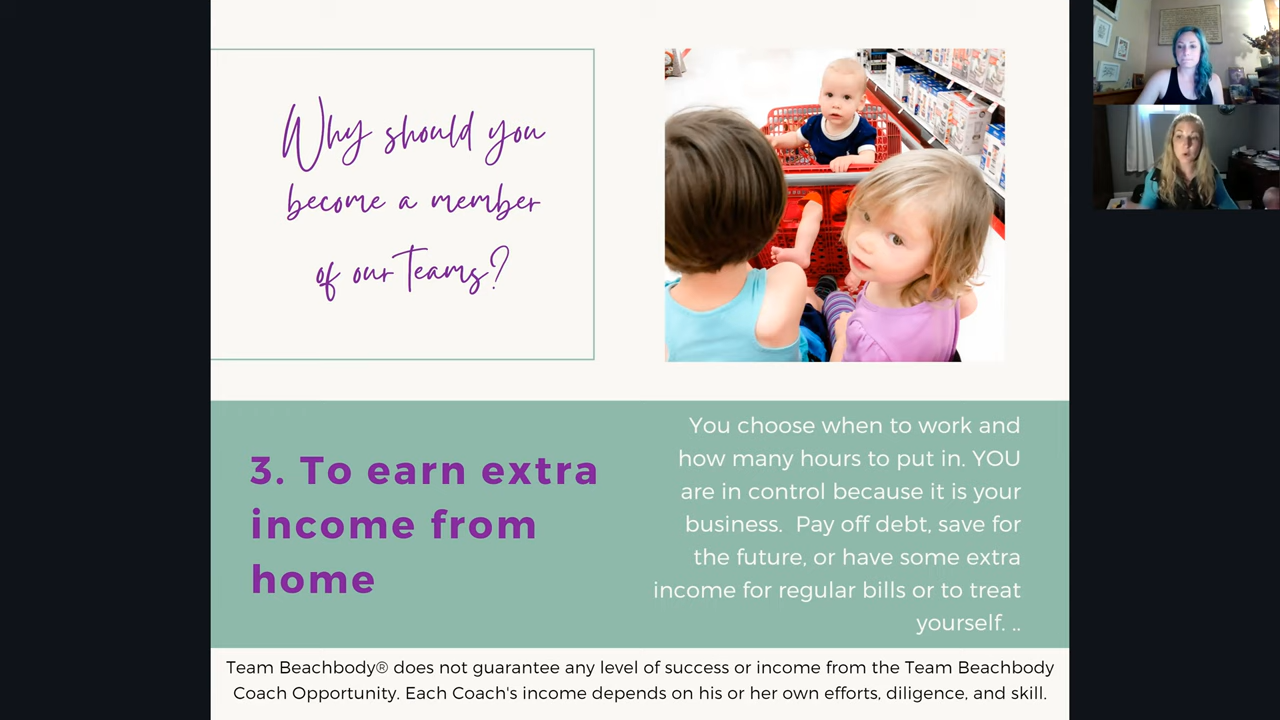 Why should you
become a member
of our Teams?
3. To earn extra
income from
home
You choose when to work and
how many hours to put in. YOU
are in control because it is your
business.  Pay off debt, save for
the future, or have some extra
income for regular bills or to treat
yourself. ..
Team Beachbody® does not guarantee any level of success or income from the Team Beachbody
Coach Opportunity. Each Coach's income depends on his or her own efforts, diligence, and skill.